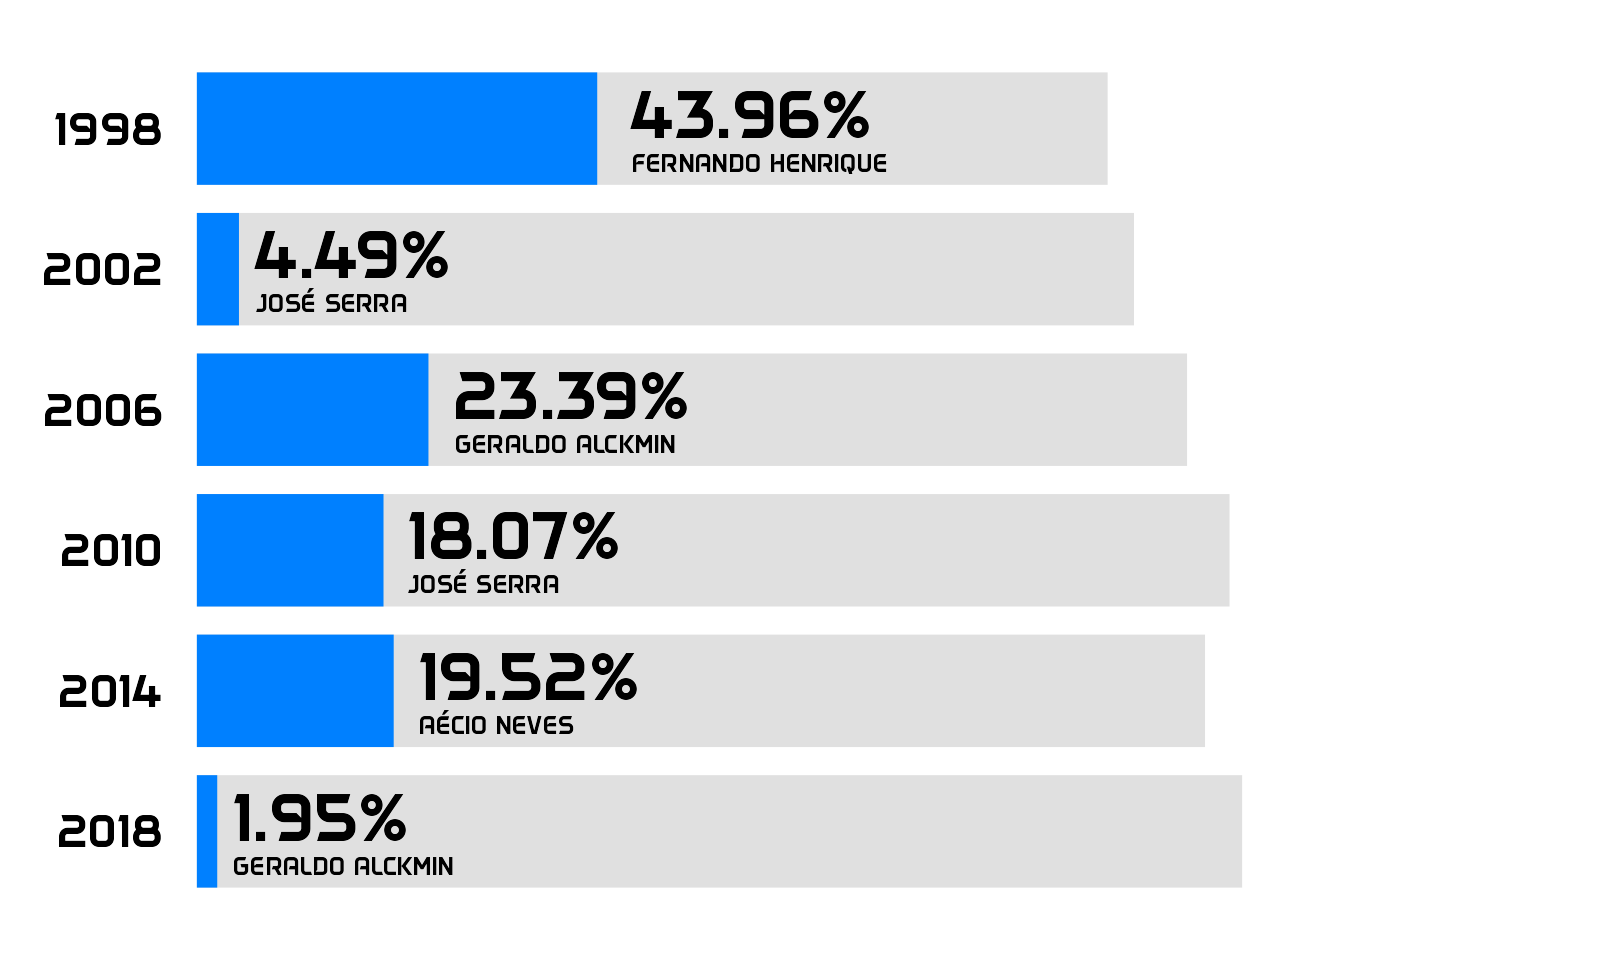 1998
43.96%
FERNANDO HENRIQUE
2002
4.49%
JOSÉ SERRA
2006
23.39%
GERALDO ALCKMIN
2010
18.07%
JOSÉ SERRA
2014
19.52%
AÉCIO NEVES
2018
1.95%
GERALDO ALCKMIN